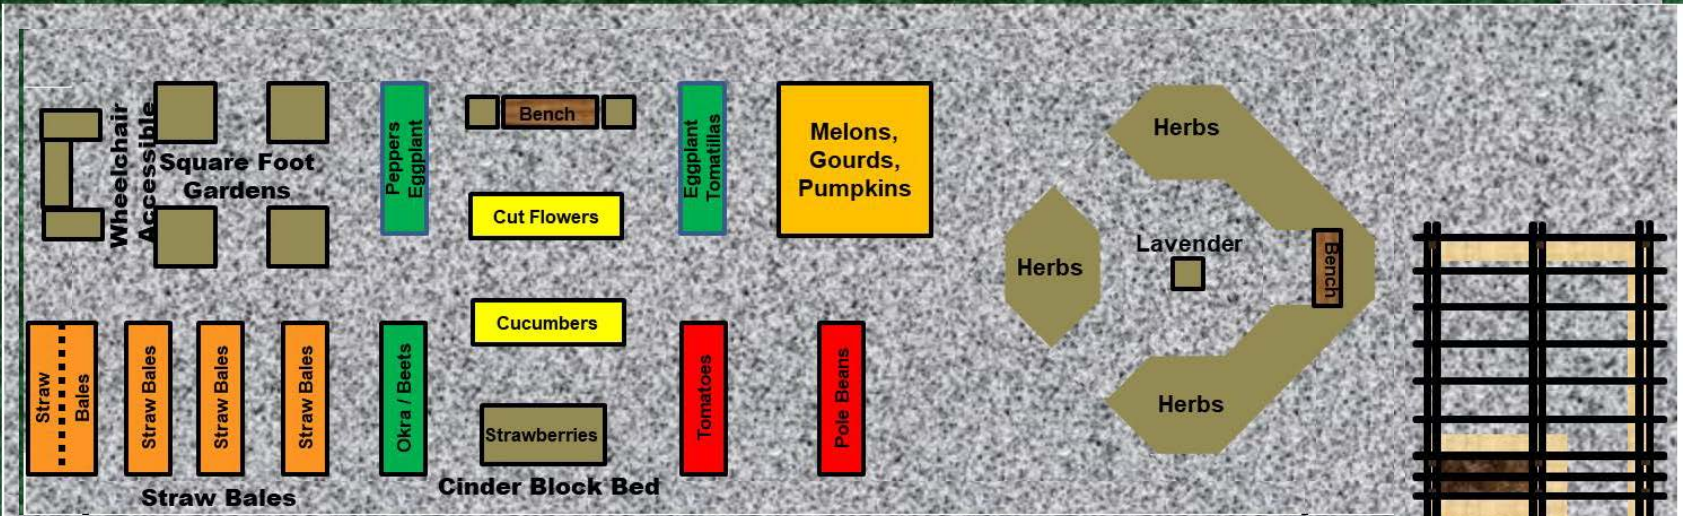 Wheelchair
Accessible
Square Foot
Gardens
Peppers
Eggplant
Bench
Cut Flowers
Eggplant
Tomatillas
Melons,
Gourds,
Pumpkins
Herbs
Herbs
Lavender
Bench
Herbs
Straw
Bales
Straw Bales
Straw Bales
Straw Bales
Okra / Beets
Cucumbers
Strawberries
Tomatoes
Pole Beans
Straw Bales
Cinder Block Bed